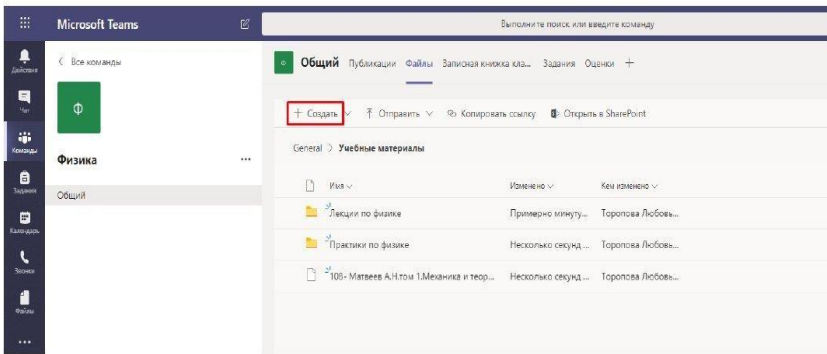 Microsoft Teams
Выполните поиск или введите команду
Действия
Чат
Команды
Задания
Календарь
Звонки
Файлы
Все команды
Ф
Физика
Общий
Общий Публикации Файлы Записная книжка кла... Задания Оценки
Создать Отправить Копировать ссылку Открыть в SharePoint
General > Учебные материалы
Имя Изменено Кем изменено
Лекции по физике Примерно минуту... Торопова Любовь...
Практики по физике Несколько секунд ... Торопова Любовь...
108- Матвеев А.Н.том 1.Механика и теор... Несколько секунд ... Торопова Любовь...